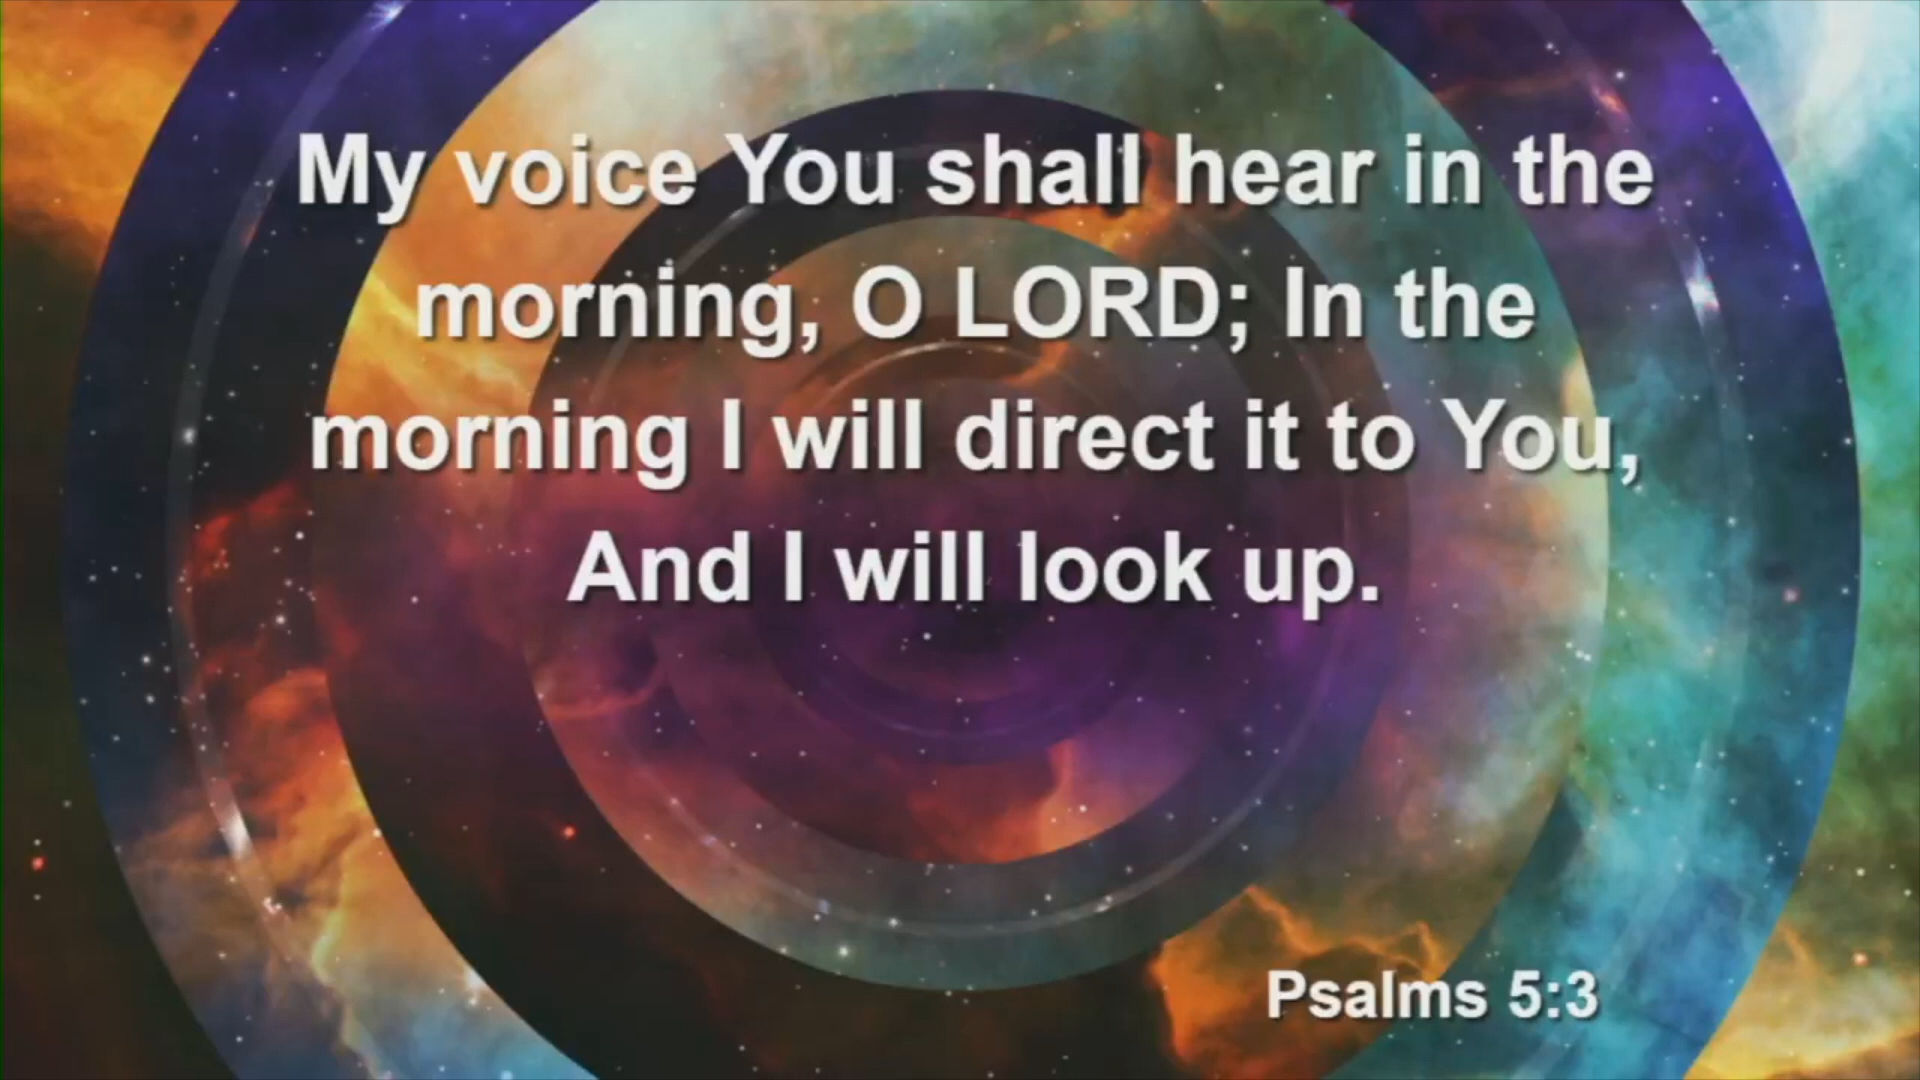 My voice You shall hear in the
morning, O LORD; In the
morning I will direct it to You,
And I will look up.
Psalms 5:3